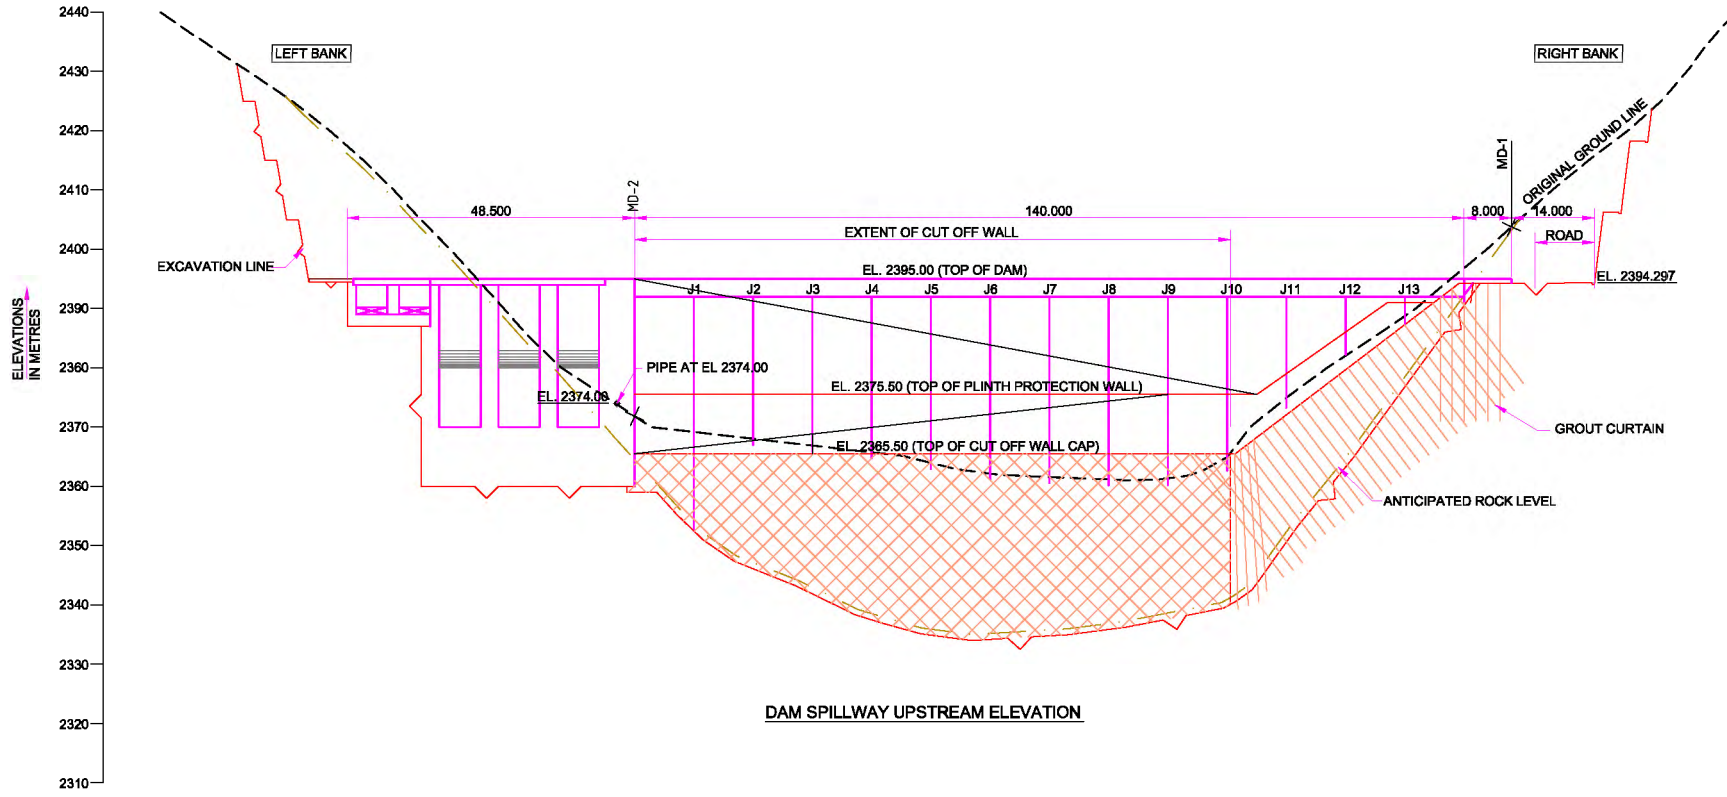 2440
LEFT BANK
RIGHT BANK
2430
2420
2410
2400
2390
2360
2370
2360
2350
2340
2330
2320
2310
ELEVATIONS
IN METRES
MD-2
MD-1
ORIGINAL GROUND LINE
48.500
140.000
8.000
14.000
EXTENT OF CUT OFF WALL
ROAD
EXCAVATION LINE
EL. 2395.00 (TOP OF DAM)
EL. 2394.297
J1
J2
J3
J4
J5
J6
J7
J8
J9
J10
J11
J12
J13
PIPE AT EL 2374.00
EL. 2374.00
EL. 2375.50 (TOP OF PLINTH PROTECTION WALL)
EL. 2365.50 (TOP OF CUT OFF WALL CAP)
GROUT CURTAIN
ANTICIPATED ROCK LEVEL
DAM SPILLWAY UPSTREAM ELEVATION